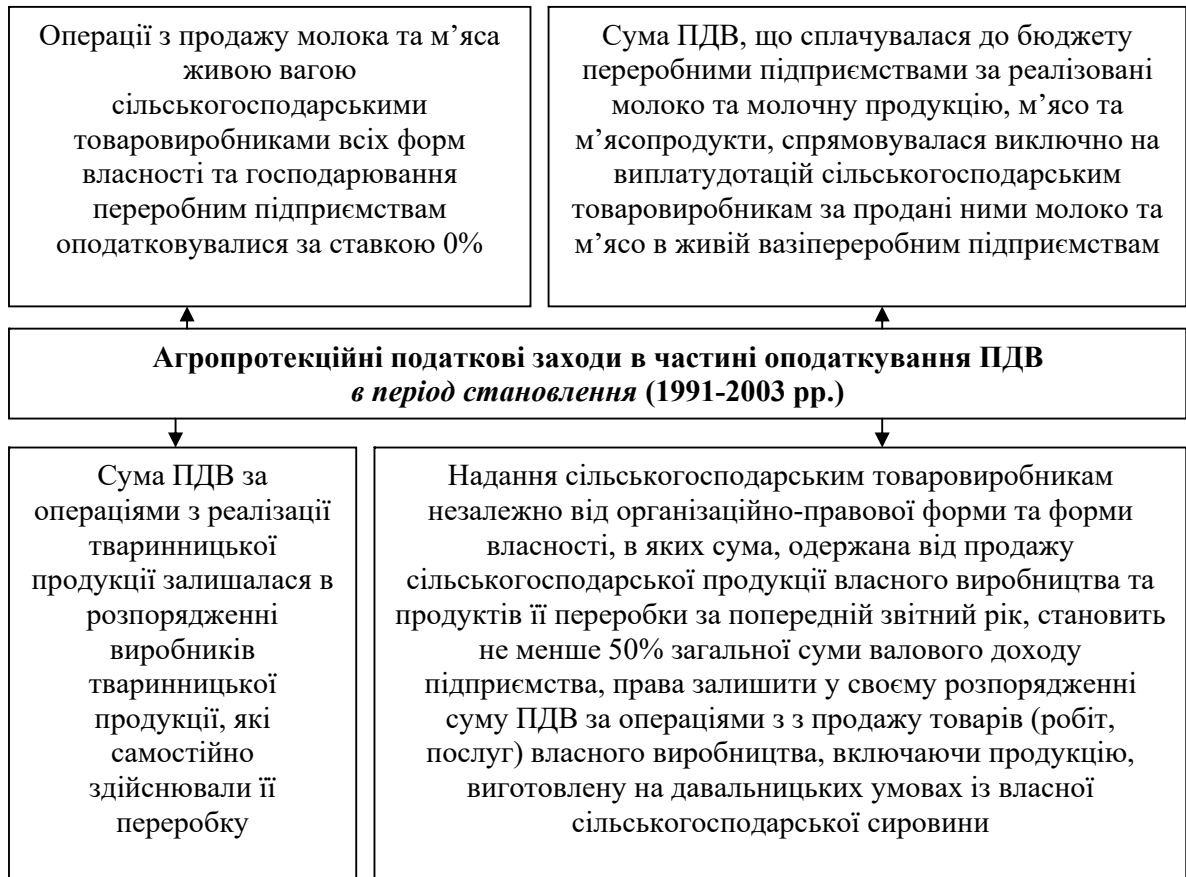 Операції з продажу молока та м’яса
живою вагою
сільськогосподарськими
товаровиробниками всіх форм
власності та господарювання
переробним підприємствам
оподатковувалися за ставкою 0%
Сума ПДВ, що сплачувалася до бюджету
переробними підприємствами за реалізовані
молоко та молочну продукцію, м’ясо та
м’ясопродукти, спрямовувалася виключно на
виплатудотацій сільськогосподарським
товаровиробникам за продані ними молоко та
м’ясо в живій вазіпереробним підприємствам
Агропротекційні податкові заходи в частині оподаткування ПДВ
в період становлення (1991-2003 рр.)
Сума ПДВ за
операціями з реалізації
тваринницької
продукції залишалася в
розпорядженні
виробників
тваринницької
продукції, які
самостійно
здійснювали її
переробку
Надання сільськогосподарським товаровиробникам
незалежно від організаційно-правової форми та форми
власності, в яких сума, одержана від продажу
сільськогосподарської продукції власного виробництва та
продуктів її переробки за попередній звітний рік, становить
не менше 50% загальної суми валового доходу
підприємства, права залишити у своєму розпорядженні
суму ПДВ за операціями з з продажу товарів (робіт,
послуг) власного виробництва, включаючи продукцію,
виготовлену на давальницьких умовах із власної
сільськогосподарської сировини